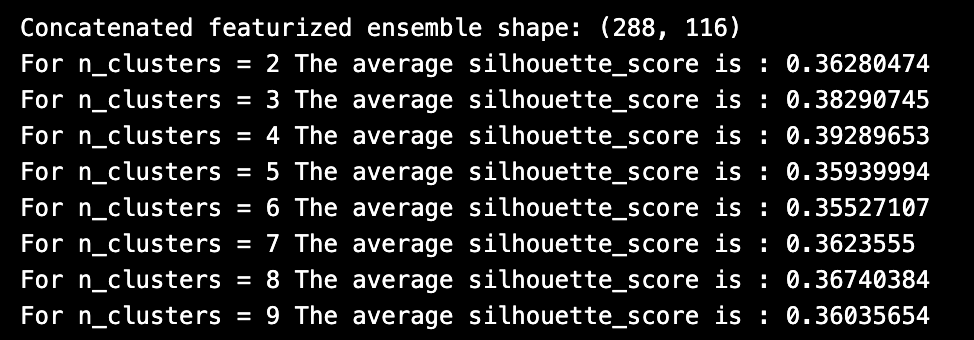 Concatenated featurized ensemble shape: (288, 116)
For n_clusters = 2 The average silhouette_score is : 0.36280474
For n_clusters = 3 The average silhouette_score is : 0.38290745
For n_clusters = 4 The average silhouette_score is : 0.39289653
For n_clusters = 5 The average silhouette_score is : 0.35939994
For n_clusters = 6 The average silhouette_score is : 0.35527107
For n_clusters = 7 The average silhouette_score is : 0.3623555
For n_clusters = 8 The average silhouette_score is : 0.36740384
For n_clusters = 9 The average silhouette_score is : 0.36035654